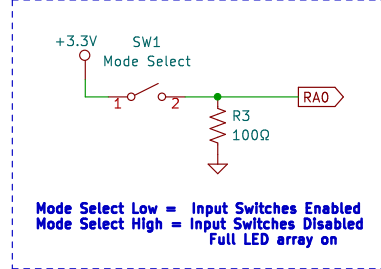 +3.3V
SW1
Mode Select
1
2
RA0
R3
100Ω
Mode Select Low =  Input Switches Enabled
Mode Select High = Input Switches Disabled
Full LED array on